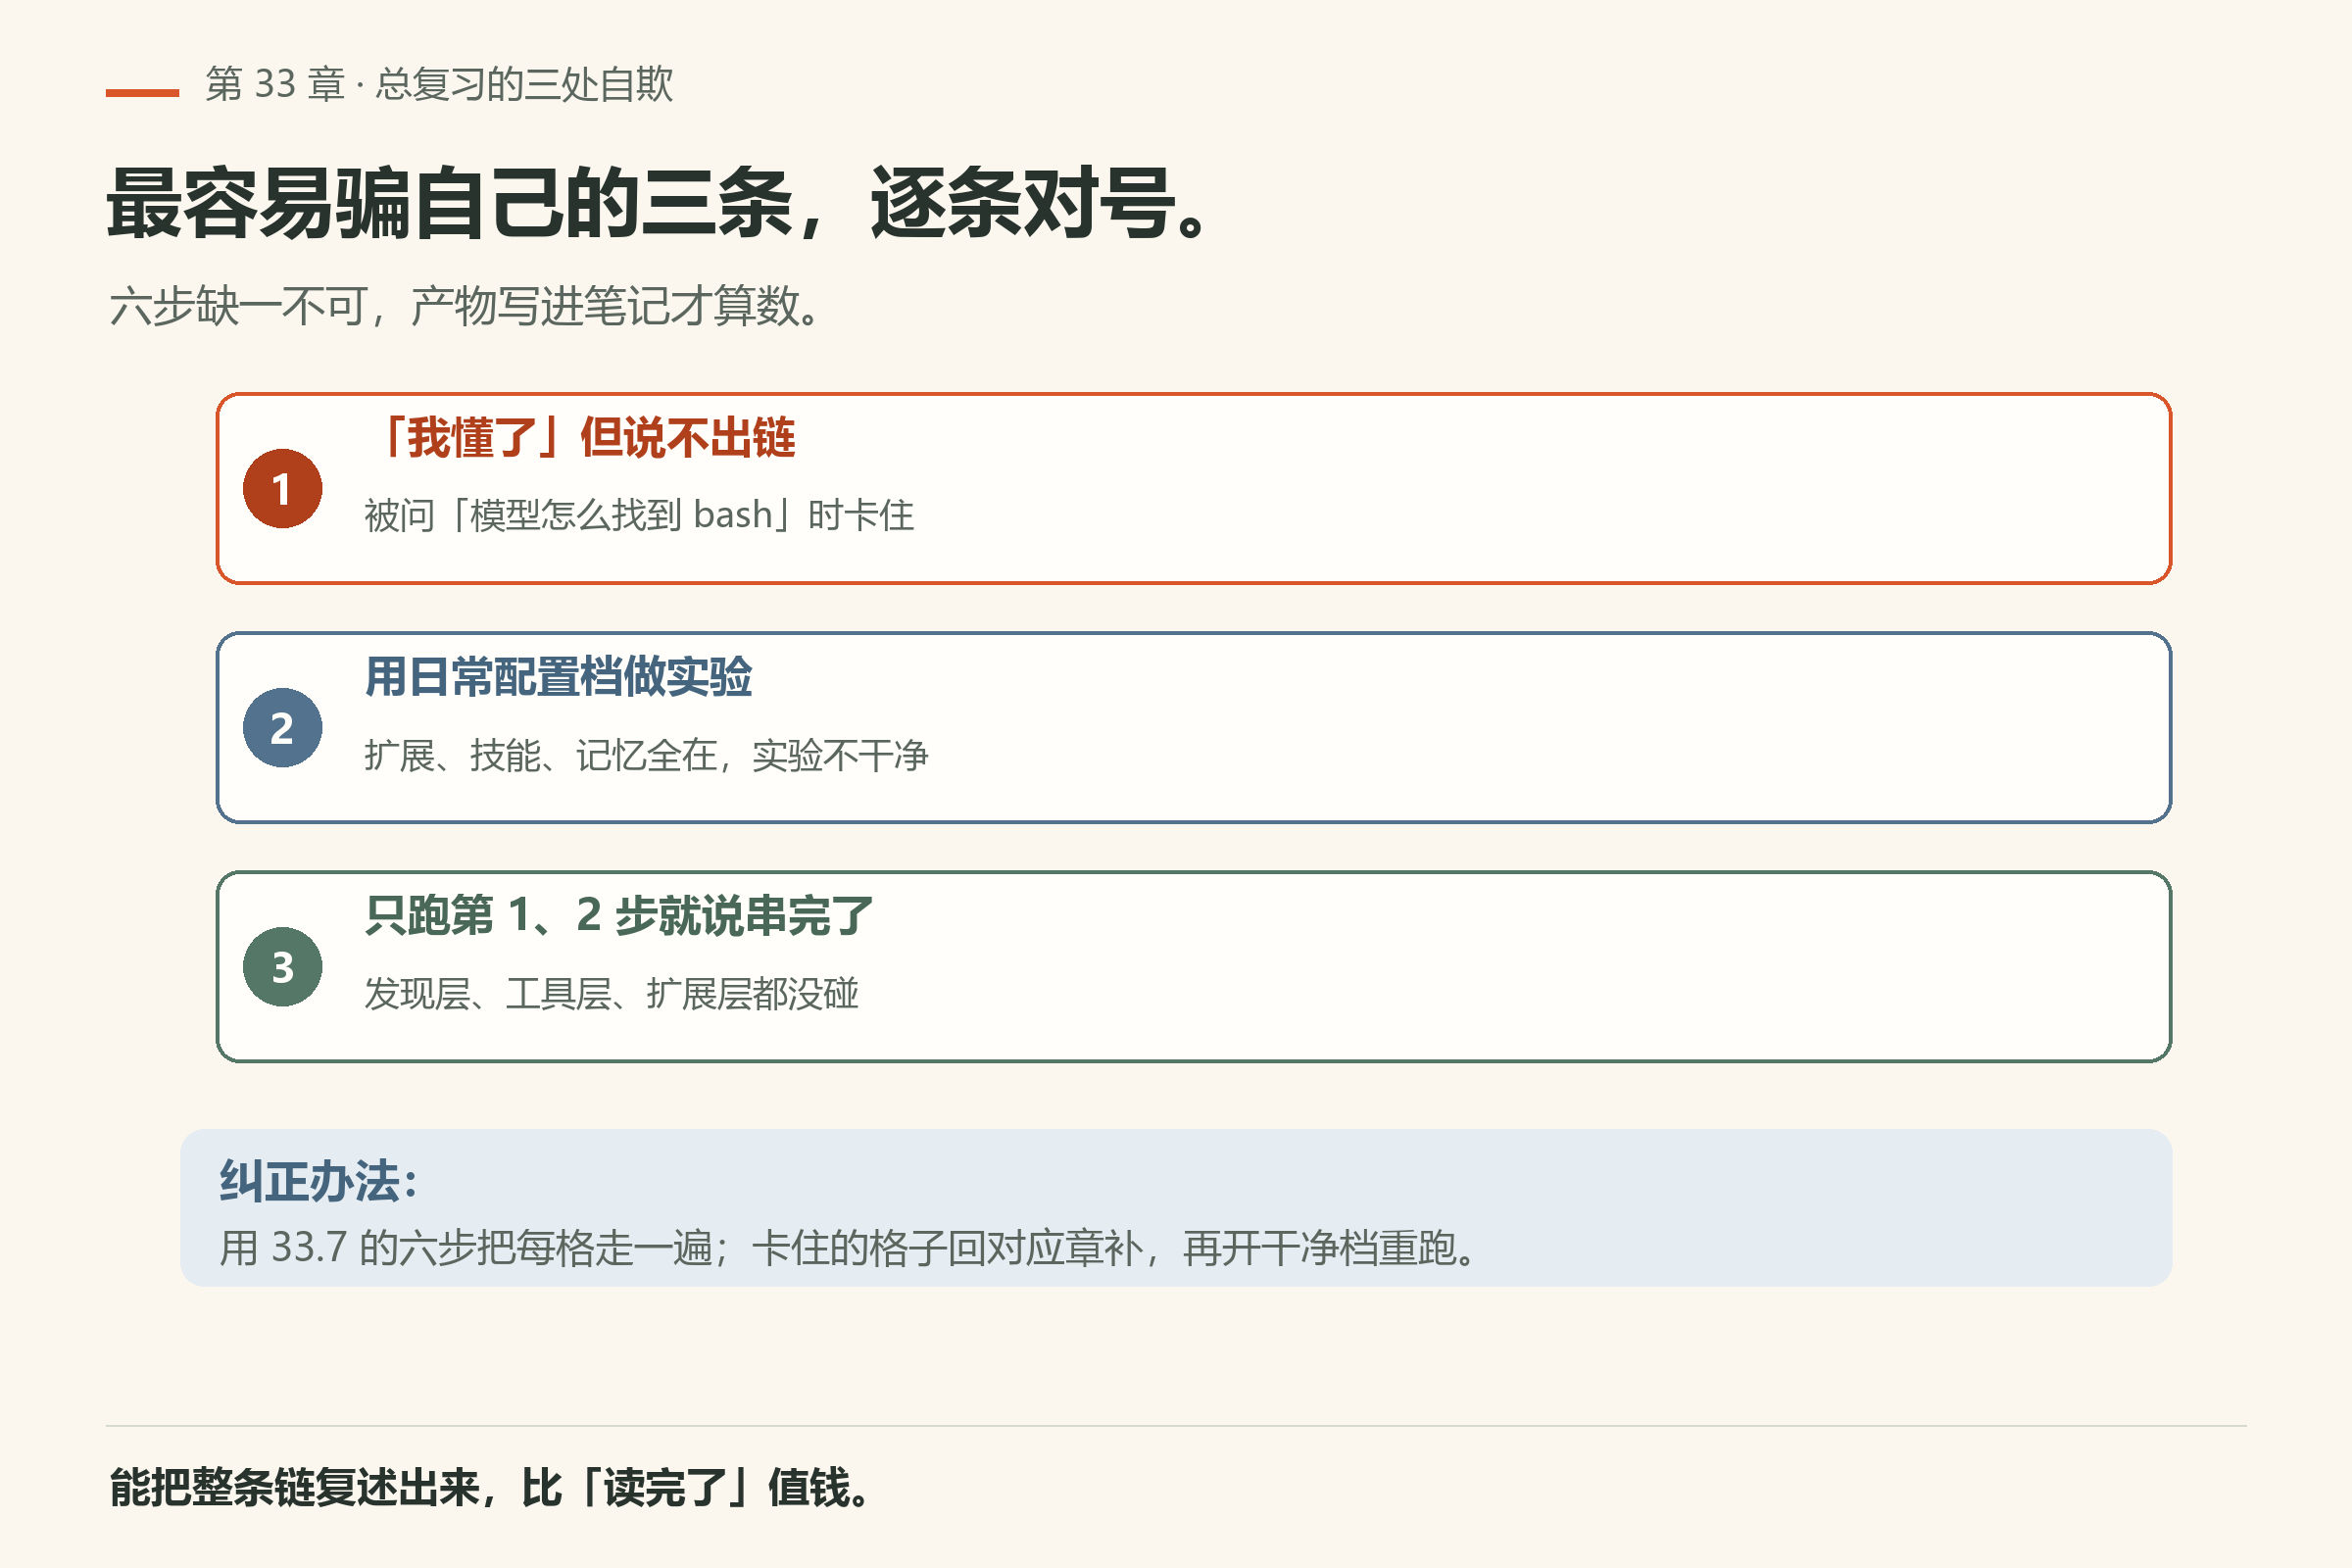 第 33 章 · 总复习的三处自欺
最容易骗自己的三条，逐条对号。
六步缺一不可，产物写进笔记才算数。
「我懂了」但说不出链
1
被问「模型怎么找到 bash」时卡住
用日常配置档做实验
2
扩展、技能、记忆全在，实验不干净
只跑第 1、2 步就说串完了
3
发现层、工具层、扩展层都没碰
纠正办法：
用 33.7 的六步把每格走一遍；卡住的格子回对应章补，再开干净档重跑。
能把整条链复述出来，比「读完了」值钱。